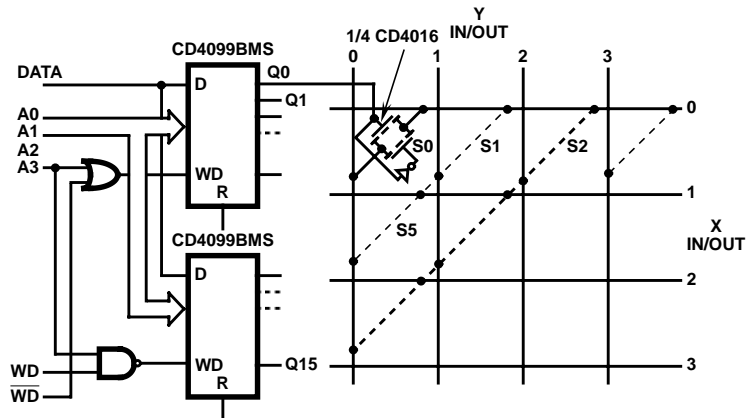 Y
IN/OUT
1/4 CD4016
0
1
2
3
CD4099BMS
DATA
D
Q0
Q1
A0
A1
A2
A3
WD
R
S0
S1
S2
0
1
S5
X
IN/OUT
CD4099BMS
D
2
WD
R
Q15
3
WD
W̅D̅